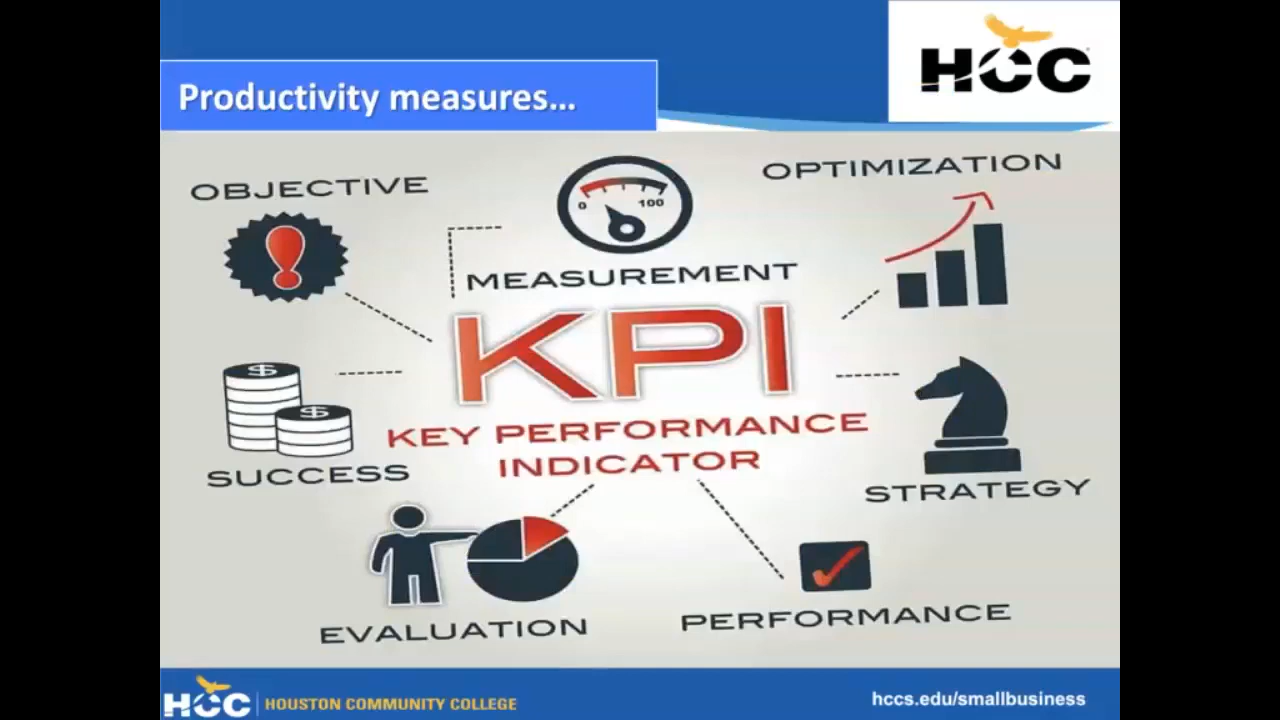 HCC
Productivity measures...
OBJECTIVE
OPTIMIZATION
0 100
MEASUREMENT
KPI
KEY PERFORMANCE
INDICATOR
$
$
SUCCESS
STRATEGY
EVALUATION
PERFORMANCE
HCC HOUSTON COMMUNITY COLLEGE
hccs.edu/smallbusiness